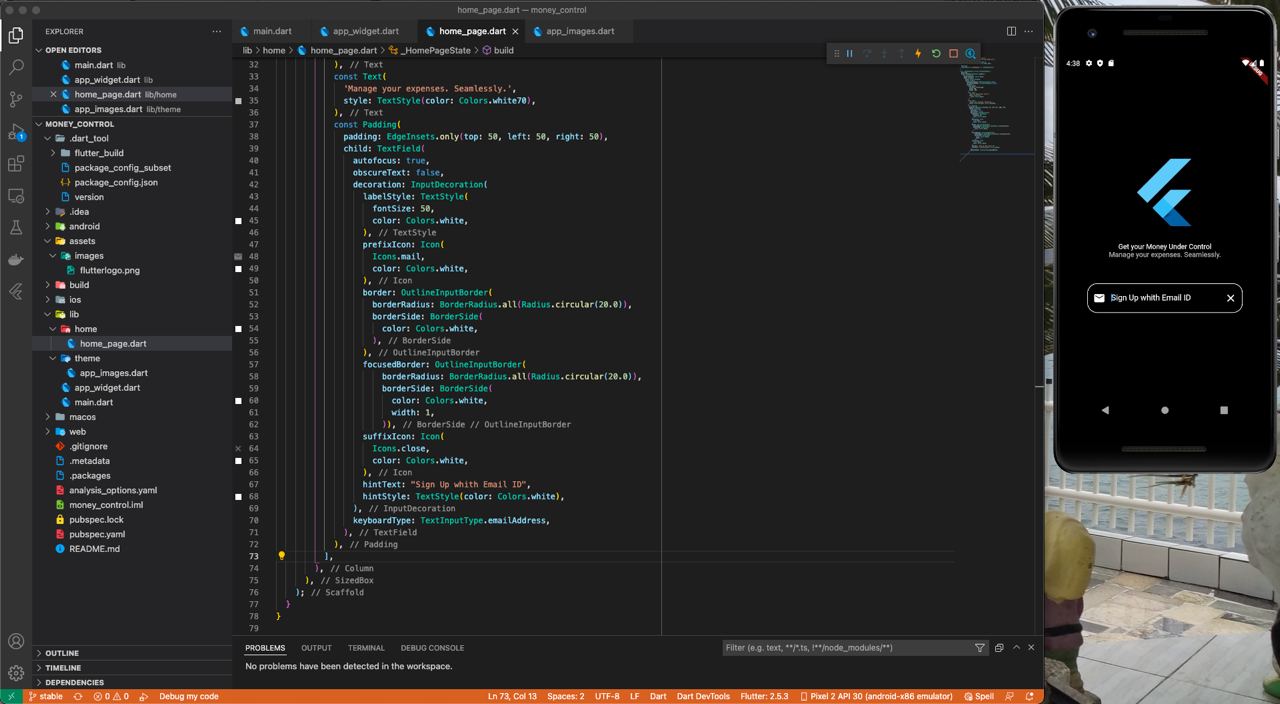 home_page.dart — money_control
EXPLORER
OPEN EDITORS
main.dart lib
app_widget.dart lib
home_page.dart lib/home
app_images.dart lib/theme
MONEY_CONTROL
.dart_tool
flutter_build
package_config_subset
package_config.json
version
.idea
android
assets
images
flutterlogo.png
build
ios
lib
home
home_page.dart
theme
app_images.dart
app_widget.dart
main.dart
macos
web
.gitignore
.metadata
.packages
analysis_options.yaml
money_control.iml
pubspec.lock
pubspec.yaml
README.md
OUTLINE
TIMELINE
DEPENDENCIES
main.dart app_widget.dart home_page.dart app_images.dart
lib > home > home_page.dart > _HomePageState > build
32 ), // Text
33 const Text(
34 'Manage your expenses. Seamlessly.',
35 style: TextStyle(color: Colors.white70),
36 ), // Text
37 const Padding(
38 padding: EdgeInsets.only(top: 50, left: 50, right: 50),
39 child: TextField(
40 autofocus: true,
41 obscureText: false,
42 decoration: InputDecoration(
43 labelStyle: TextStyle(
44 fontSize: 50,
45 color: Colors.white,
46 ), // TextStyle
47 prefixIcon: Icon(
48 Icons.mail,
49 color: Colors.white,
50 ), // Icon
51 border: OutlineInputBorder(
52 borderRadius: BorderRadius.all(Radius.circular(20.0)),
53 borderSide: BorderSide(
54 color: Colors.white,
55 ), // BorderSide
56 ), // OutlineInputBorder
57 focusedBorder: OutlineInputBorder(
58 borderRadius: BorderRadius.all(Radius.circular(20.0)),
59 borderSide: BorderSide(
60 color: Colors.white,
61 width: 1,
62 )), // BorderSide // OutlineInputBorder
63 suffixIcon: Icon(
64 Icons.close,
65 color: Colors.white,
66 ), // Icon
67 hintText: "Sign Up whith Email ID",
68 hintStyle: TextStyle(color: Colors.white),
69 ), // InputDecoration
70 keyboardType: TextInputType.emailAddress,
71 ), // TextField
72 ), // Padding
73 ],
74 ), // Column
75 ), // SizedBox
76 ); // Scaffold
77 }
78 }
79
PROBLEMS OUTPUT TERMINAL DEBUG CONSOLE
Filter (e.g. text, **/*.ts, !**/node_modules/**)
No problems have been detected in the workspace.
stable 0 0 Debug my code Ln 73, Col 13 Spaces: 2 UTF-8 LF Dart Dart DevTools Flutter: 2.5.3 Pixel 2 API 30 (android-x86 emulator) Spell
4:38
DEBUG
Get your Money Under Control
Manage your expenses. Seamlessly.
Sign Up whith Email ID